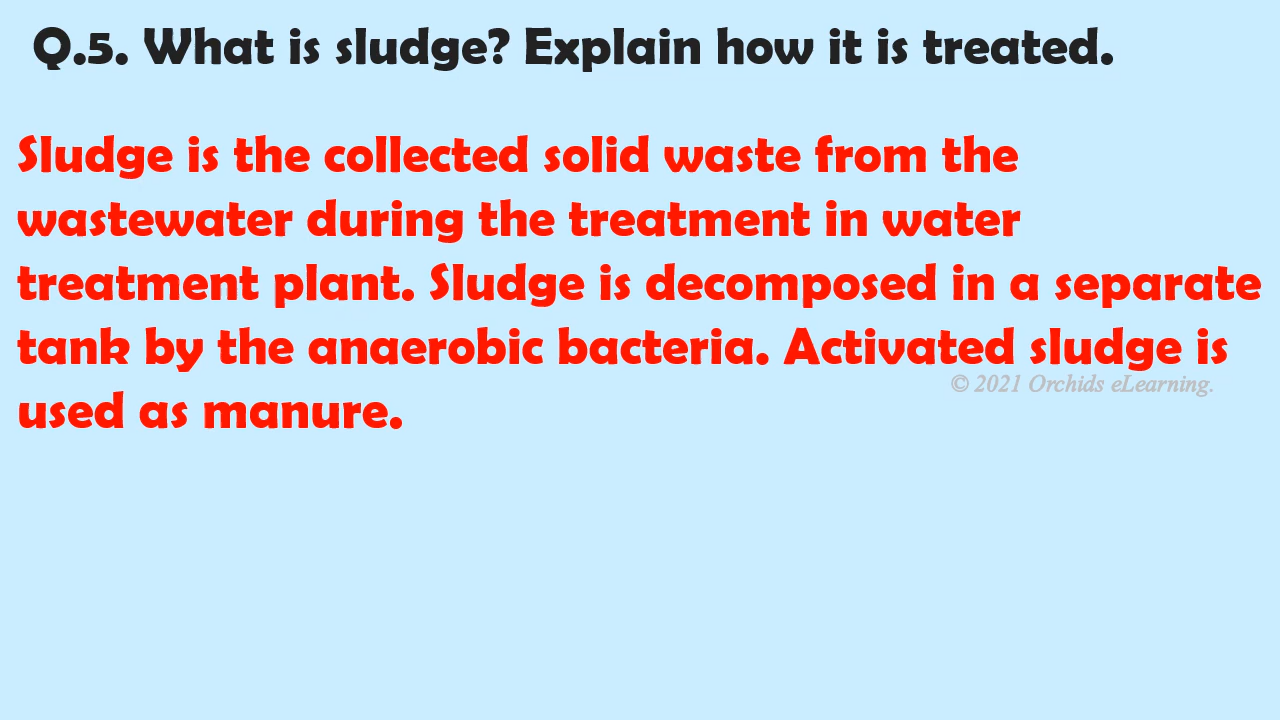 Q.5. What is sludge? Explain how it is treated.
Sludge is the collected solid waste from the
wastewater during the treatment in water
treatment plant. Sludge is decomposed in a separate
tank by the anaerobic bacteria. Activated sludge is
© 2021 Orchids eLearning.
used as manure.